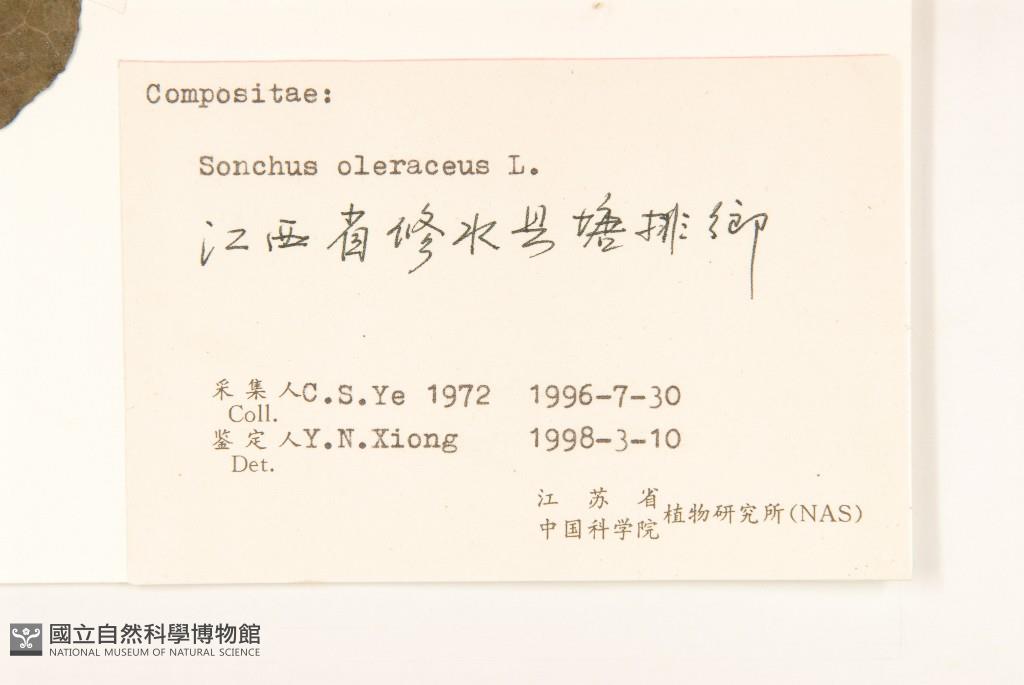 Compositae:
Sonchus oleraceus L.
江西省修水县塘排鄉
采集人C.S.Ye 1972 1996-7-30
Coll.
鉴定人Y.N.Xiong 1998-3-10
Det.
江苏省
中国科学院植物研究所(NAS)
國立自然科學博物館
NATIONAL MUSEUM OF NATURAL SCIENCE